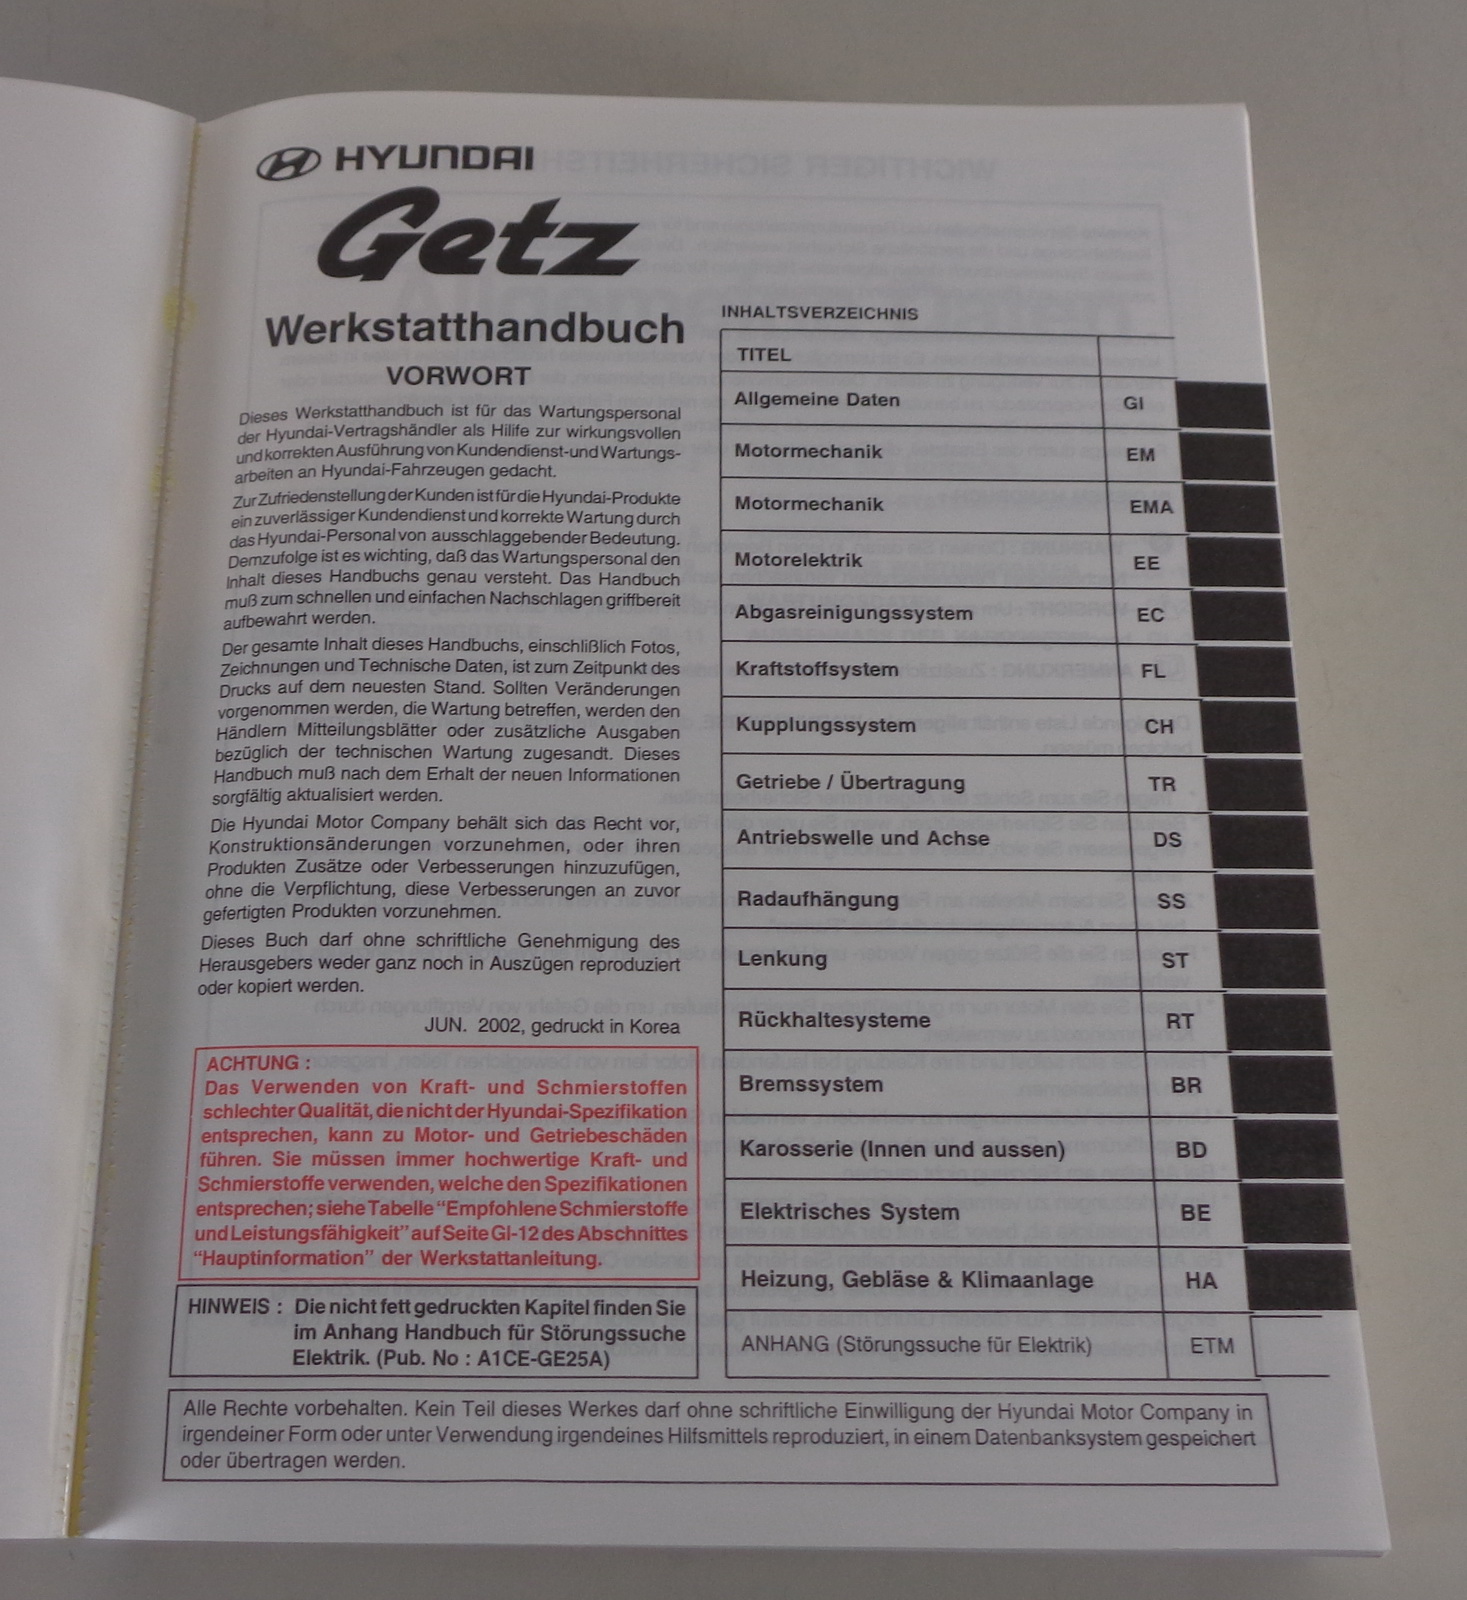 HYUNDAI
Getz
Werkstatthandbuch
VORWORT
Dieses Werkstatthandbuch ist für das Wartungspersonal
der Hyundai-Vertragshändler als Hilife zur wirkungsvollen
und korrekten Ausführung von Kundendienst-und Wartungs-
arbeiten an Hyundai-Fahrzeugen gedacht.
Zur Zufriedenstellung der Kunden ist für die Hyundai-Produkte
ein zuverlässiger Kundendienst und korrekte Wartung durch
das Hyundai-Personal von ausschlaggebender Bedeutung.
Demzufolge ist es wichting, daß das Wartungspersonal den
Inhalt dieses Handbuchs genau versteht. Das Handbuch
muß zum schnellen und einfachen Nachschlagen griffbereit
aufbewahrt werden.
Der gesamte Inhalt dieses Handbuchs, einschlißlich Fotos,
Zeichnungen und Technische Daten, ist zum Zeitpunkt des
Drucks auf dem neuesten Stand. Sollten Veränderungen
vorgenommen werden, die Wartung betreffen, werden den
Händlern Mitteilungsblätter oder zusätzliche Ausgaben
bezüglich der technischen Wartung zugesandt. Dieses
Handbuch muß nach dem Erhalt der neuen Informationen
sorgfältig aktualisiert werden.
Die Hyundai Motor Company behält sich das Recht vor,
Konstruktionsänderungen vorzunehmen, oder ihren
Produkten Zusätze oder Verbesserungen hinzuzufügen,
ohne die Verpflichtung, diese Verbesserungen an zuvor
gefertigten Produkten vorzunehmen.
Dieses Buch darf ohne schriftliche Genehmigung des
Herausgebers weder ganz noch in Auszügen reproduziert
oder kopiert werden.
JUN. 2002, gedruckt in Korea
ACHTUNG :
Das Verwenden von Kraft- und Schmierstoffen
schlechter Qualität, die nicht der Hyundai-Spezifikation
entsprechen, kann zu Motor- und Getriebeschäden
führen. Sie müssen immer hochwertige Kraft- und
Schmierstoffe verwenden, welche den Spezifikationen
entsprechen; siehe Tabelle "Empfohlene Schmierstoffe
und Leistungsfähigkeit" auf Seite GI-12 des Abschnittes
"Hauptinformation" der Werkstattanleitung.
HINWEIS : Die nicht fett gedruckten Kapitel finden Sie
im Anhang Handbuch für Störungssuche
Elektrik. (Pub. No : A1CE-GE25A)
INHALTSVERZEICHNIS
TITEL
Allgemeine Daten GI
Motormechanik EM
Motormechanik EMA
Motorelektrik EE
Abgasreinigungssystem EC
Kraftstoffsystem FL
Kupplungssystem CH
Getriebe / Übertragung TR
Antriebswelle und Achse DS
Radaufhängung SS
Lenkung ST
Rückhaltesysteme RT
Bremssystem BR
Karosserie (Innen und aussen) BD
Elektrisches System BE
Heizung, Gebläse & Klimaanlage HA
ANHANG (Störungssuche für Elektrik) ETM
Alle Rechte vorbehalten. Kein Teil dieses Werkes darf ohne schriftliche Einwilligung der Hyundai Motor Company in
irgendeiner Form oder unter Verwendung irgendeines Hilfsmittels reproduziert, in einem Datenbanksystem gespeichert
oder übertragen werden.